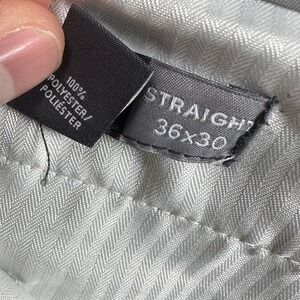 100%
POLYESTER/
POLIÉSTER
STRAIGHT
36x30